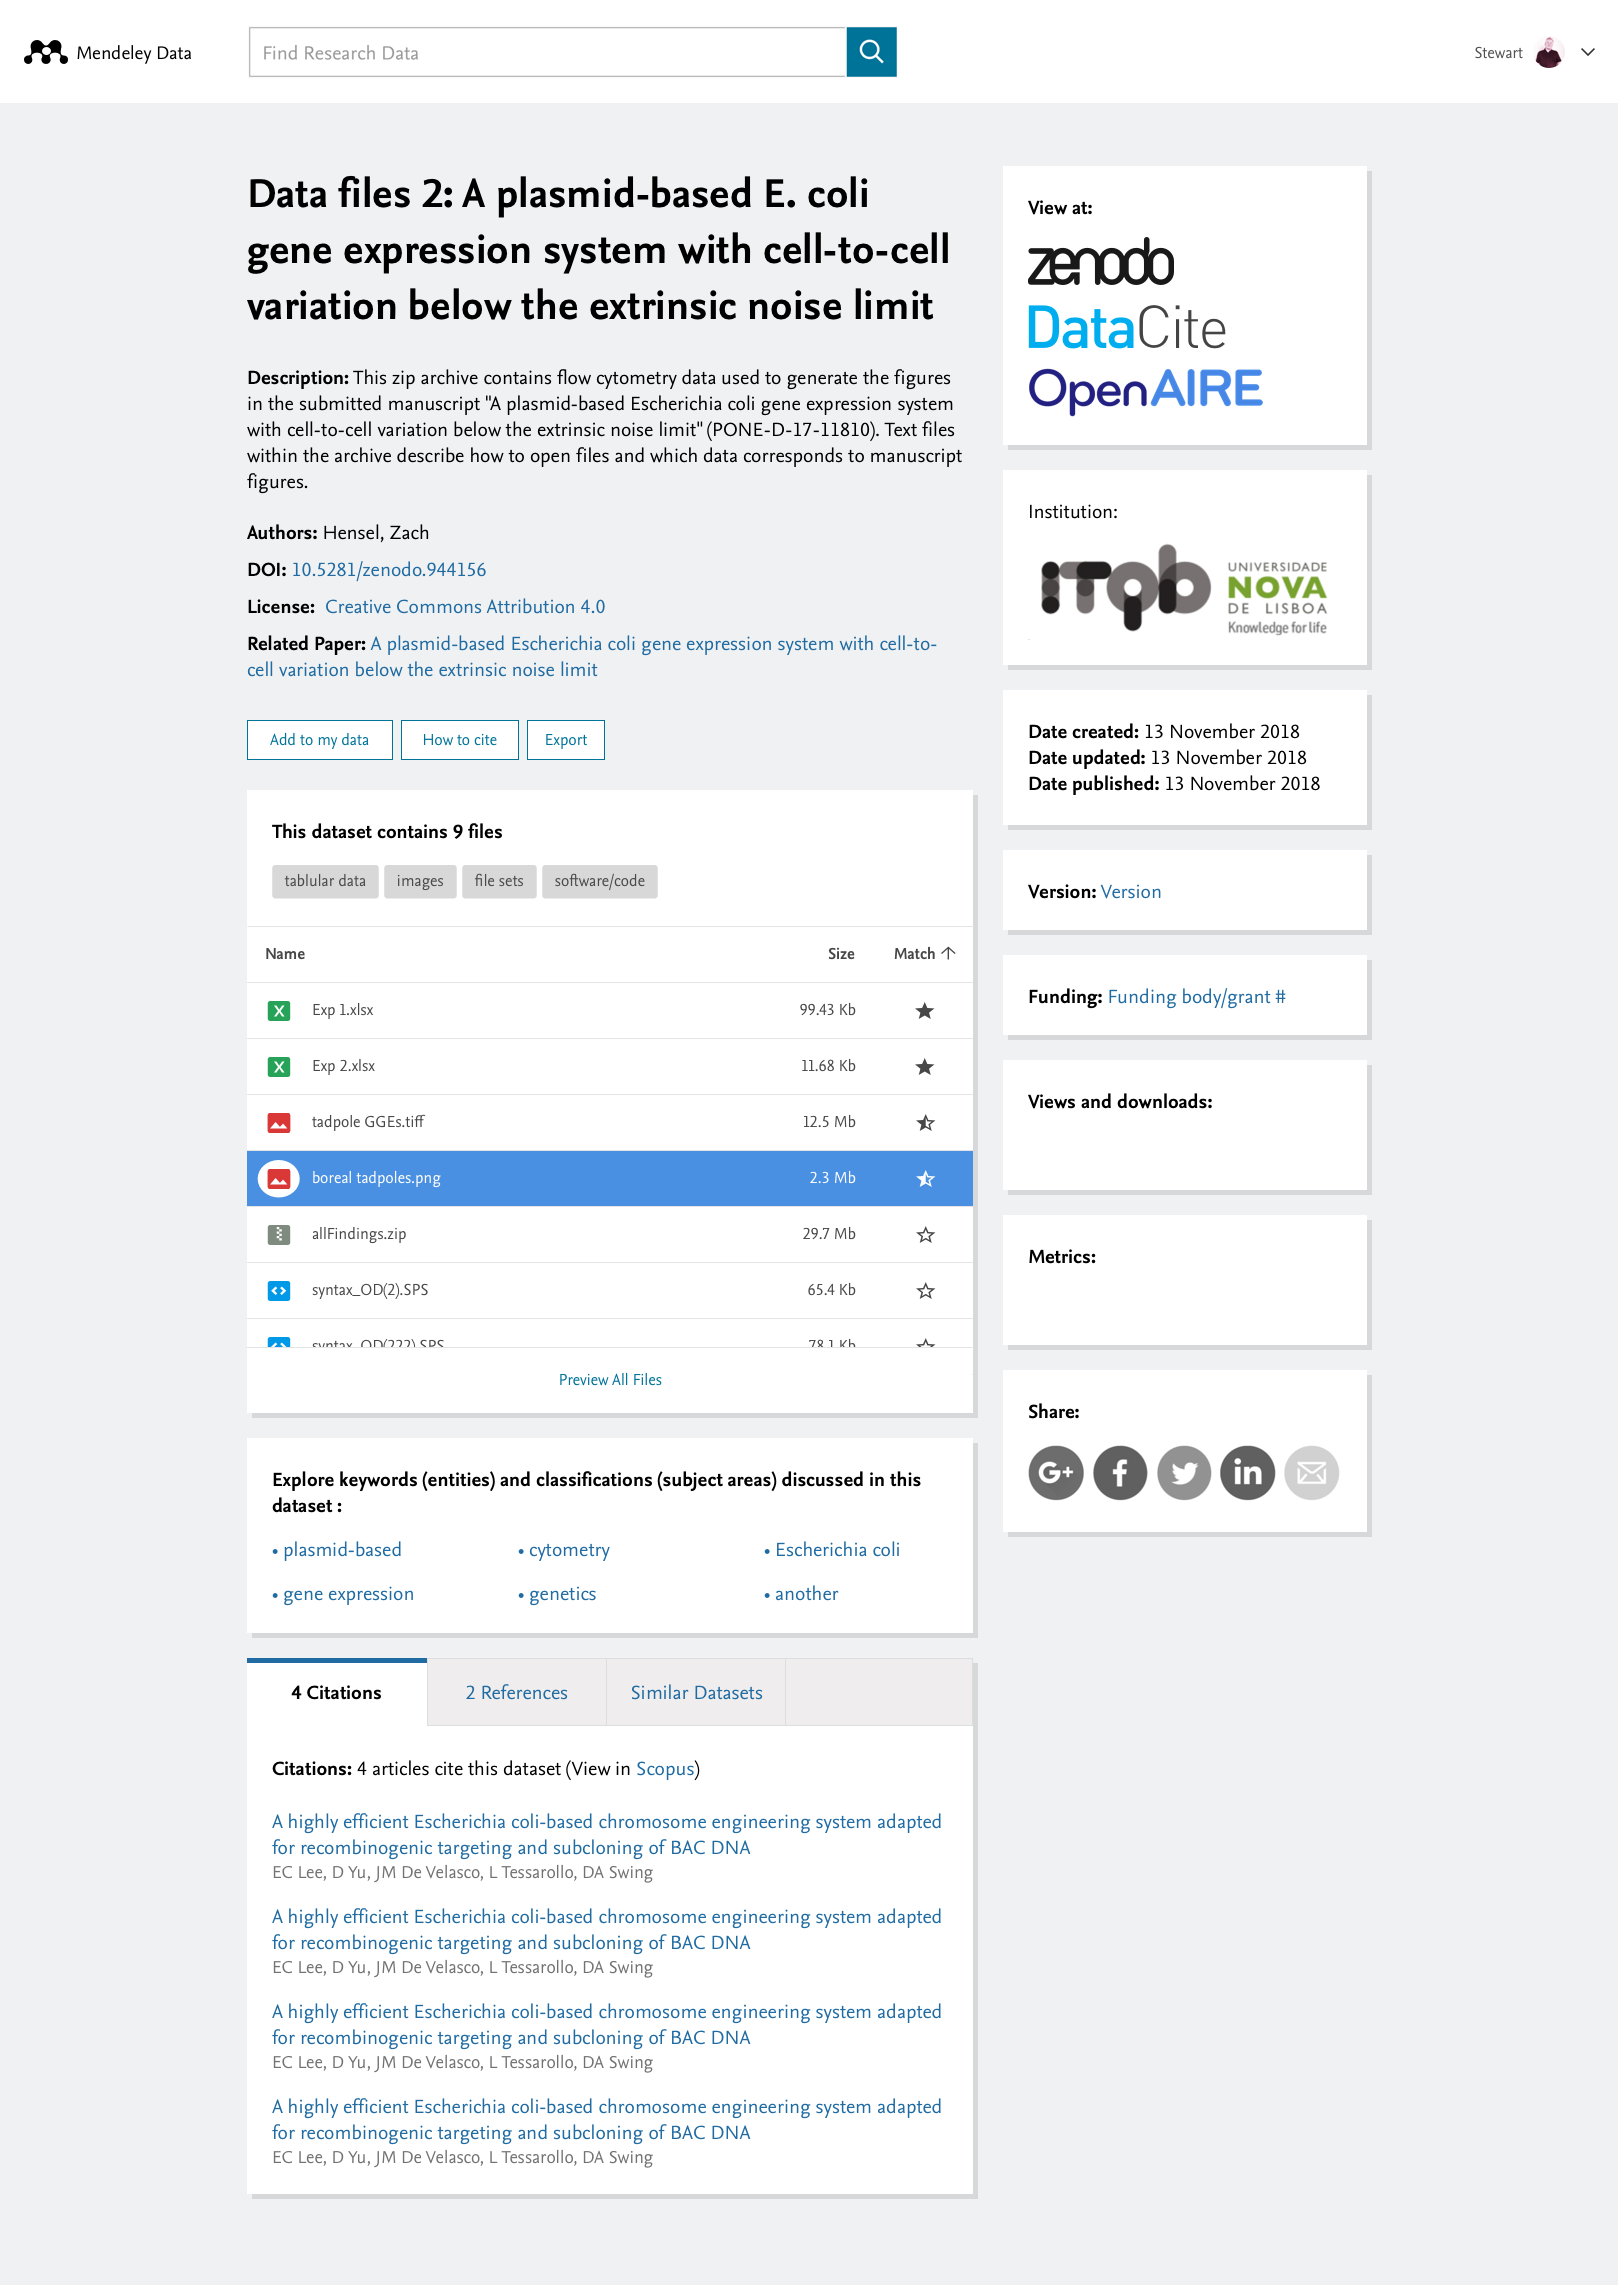 Mendeley Data
Find Research Data
Stewart
Data files 2: A plasmid-based E. coli
gene expression system with cell-to-cell
variation below the extrinsic noise limit
Description: This zip archive contains flow cytometry data used to generate the figures
in the submitted manuscript "A plasmid-based Escherichia coli gene expression system
with cell-to-cell variation below the extrinsic noise limit" (PONE-D-17-11810). Text files
within the archive describe how to open files and which data corresponds to manuscript
figures.
Authors: Hensel, Zach
DOI: 10.5281/zenodo.944156
License: Creative Commons Attribution 4.0
Related Paper: A plasmid-based Escherichia coli gene expression system with cell-to-
cell variation below the extrinsic noise limit
Add to my data
How to cite
Export
This dataset contains 9 files
tablular data
images
file sets
software/code
Name Size Match
Exp 1.xlsx 99.43 Kb
Exp 2.xlsx 11.68 Kb
tadpole GGEs.tiff 12.5 Mb
boreal tadpoles.png 2.3 Mb
allFindings.zip 29.7 Mb
syntax_OD(2).SPS 65.4 Kb
syntax_OD(222).SPS 78.1 Kb
Preview All Files
Explore keywords (entities) and classifications (subject areas) discussed in this
dataset :
• plasmid-based • cytometry • Escherichia coli
• gene expression • genetics • another
4 Citations
2 References
Similar Datasets
Citations: 4 articles cite this dataset (View in Scopus)
A highly efficient Escherichia coli-based chromosome engineering system adapted
for recombinogenic targeting and subcloning of BAC DNA
EC Lee, D Yu, JM De Velasco, L Tessarollo, DA Swing
A highly efficient Escherichia coli-based chromosome engineering system adapted
for recombinogenic targeting and subcloning of BAC DNA
EC Lee, D Yu, JM De Velasco, L Tessarollo, DA Swing
A highly efficient Escherichia coli-based chromosome engineering system adapted
for recombinogenic targeting and subcloning of BAC DNA
EC Lee, D Yu, JM De Velasco, L Tessarollo, DA Swing
A highly efficient Escherichia coli-based chromosome engineering system adapted
for recombinogenic targeting and subcloning of BAC DNA
EC Lee, D Yu, JM De Velasco, L Tessarollo, DA Swing
View at:
zenodo
DataCite
OpenAIRE
Institution:
iTqb
UNIVERSIDADE
NOVA
DE LISBOA
Knowledge for life
Date created: 13 November 2018
Date updated: 13 November 2018
Date published: 13 November 2018
Version: Version
Funding: Funding body/grant #
Views and downloads:
Metrics:
Share:
G+ f in